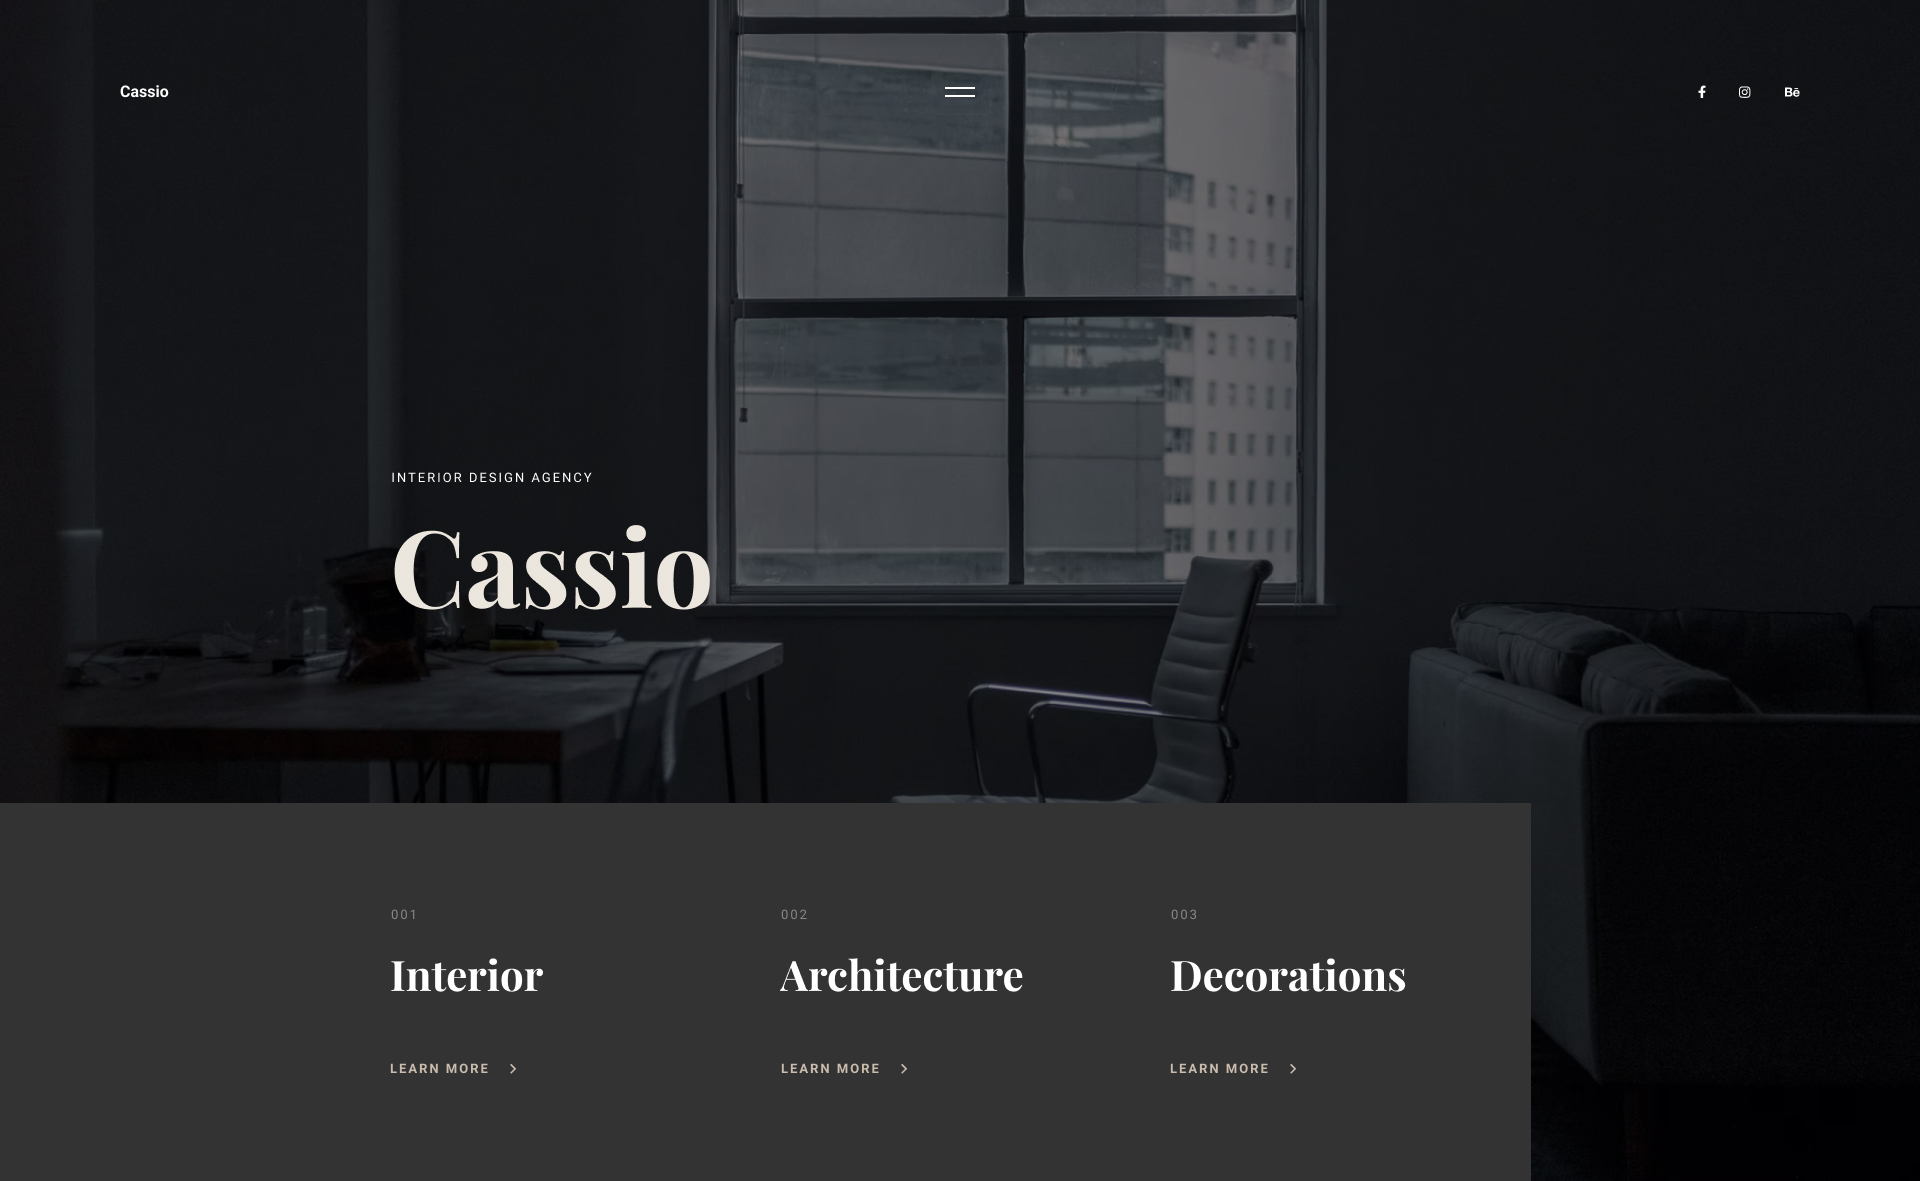 Cassio
Bē
INTERIOR DESIGN AGENCY
Cassio
001
002
003
Interior
Architecture
Decorations
LEARN MORE
LEARN MORE
LEARN MORE